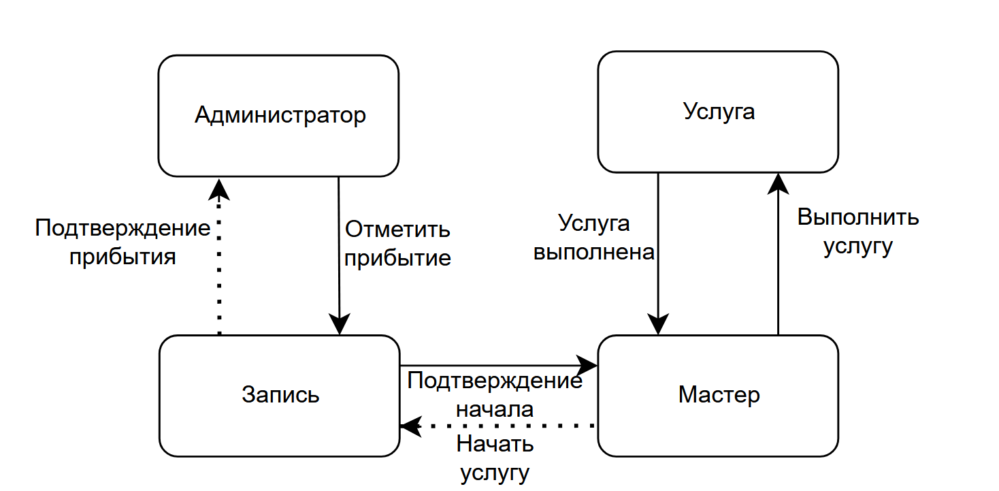 Администратор
Услуга
Подтверждение
прибытия
Отметить
прибытие
Услуга
выполнена
Выполнить
услугу
Запись
Подтверждение
начала
Начать
услугу
Мастер